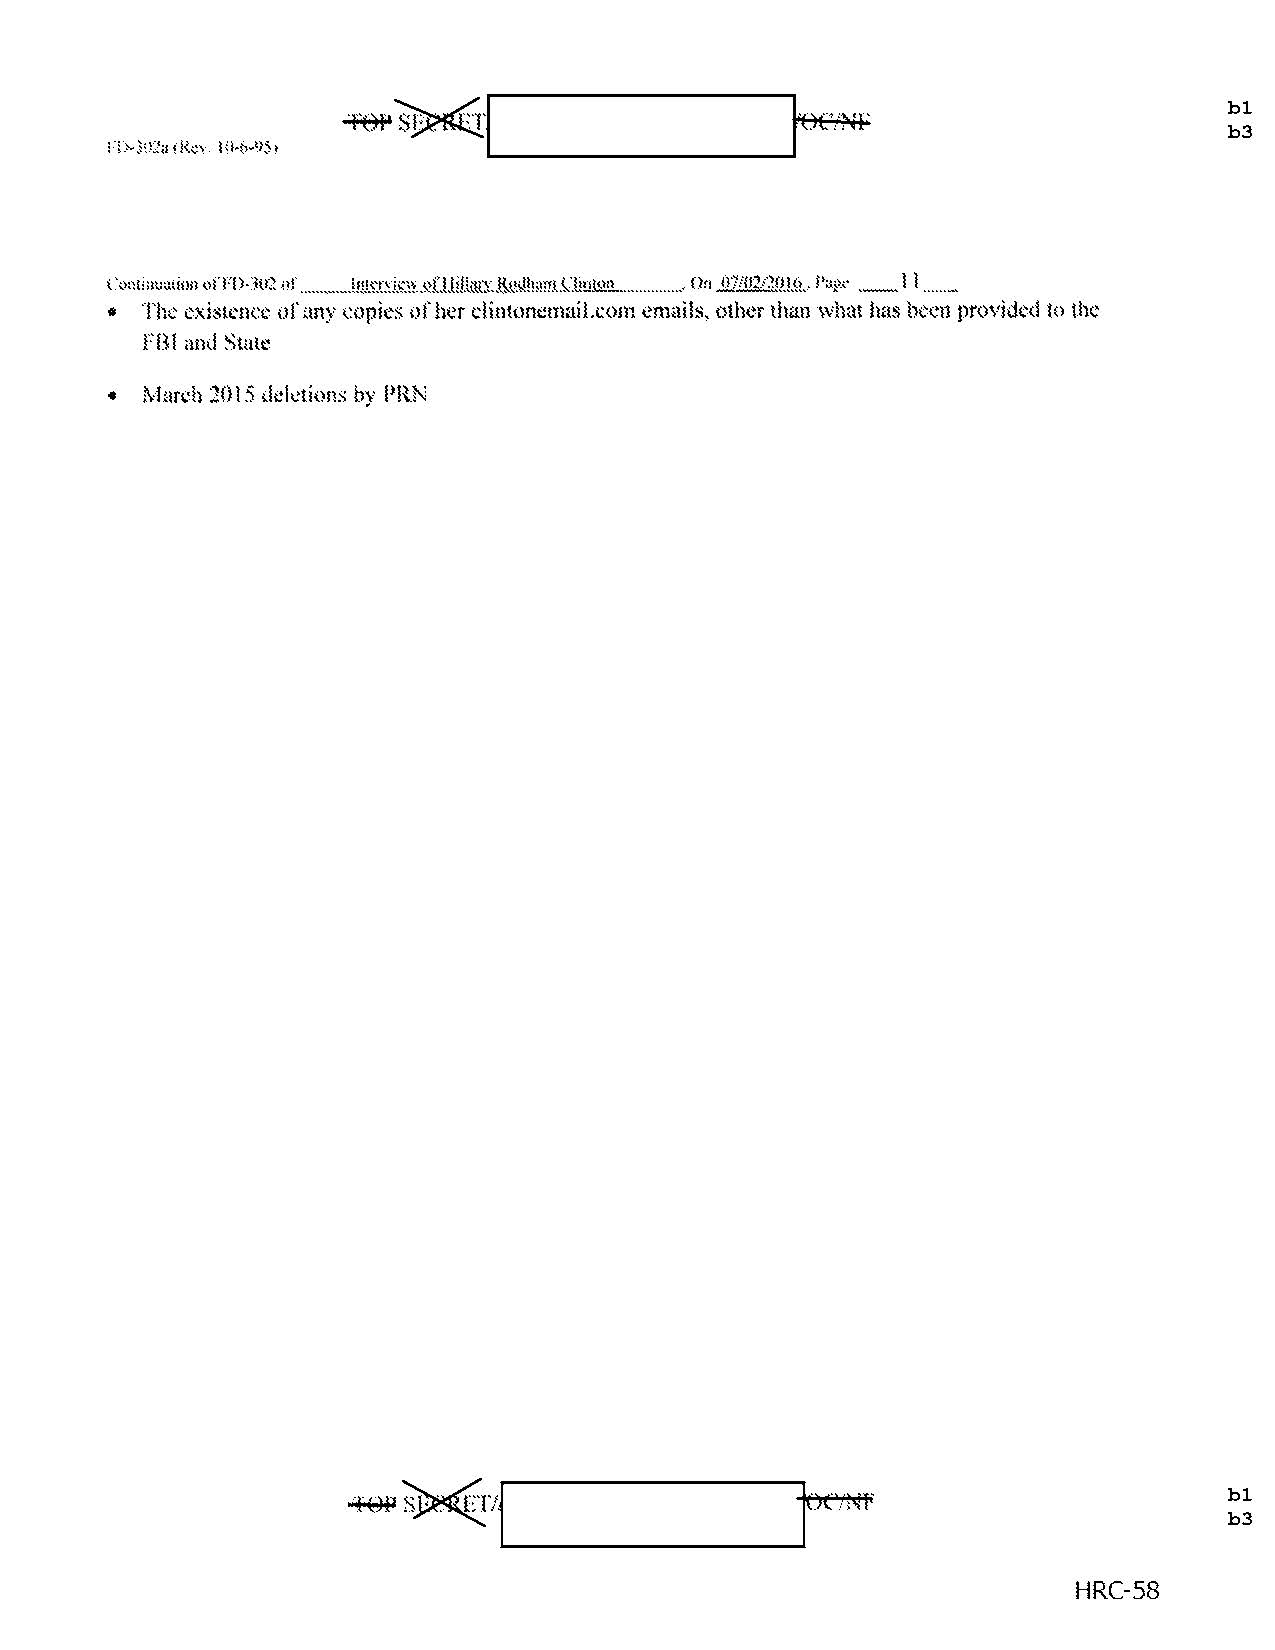 TOP SECRET
OC/NF
b1
b3
FD-302a (Rev. 10-6-95)
Continuation of FD-302 of Interview of Hillary Rodham Clinton , On 07/02/2016 , Page 11
• The existence of any copies of her clintonemail.com emails, other than what has been provided to the
FBI and State
• March 2015 deletions by PRN
TOP SECRET//
OC/NF
b1
b3
HRC-58